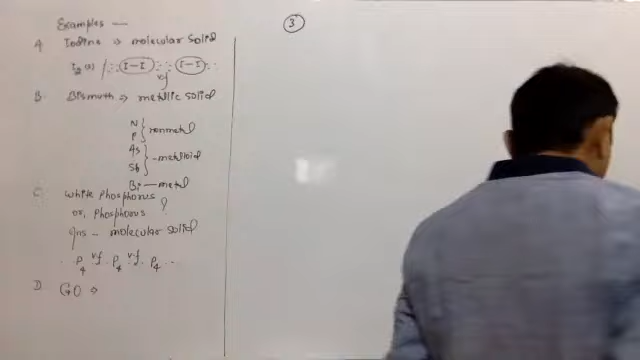 Examples —
A Iodine ⇒ molecular solid
I₂(s) I–I I–I
v.f
B Bismuth ⇒ metallic solid
N
P } nonmetal
As
Sb } – metalloid
Bi – metal
C White Phosphorus
or, Phosphorus ?
Ans – molecular solid
P₄ v.f. P₄ v.f. P₄
D ⇒
3